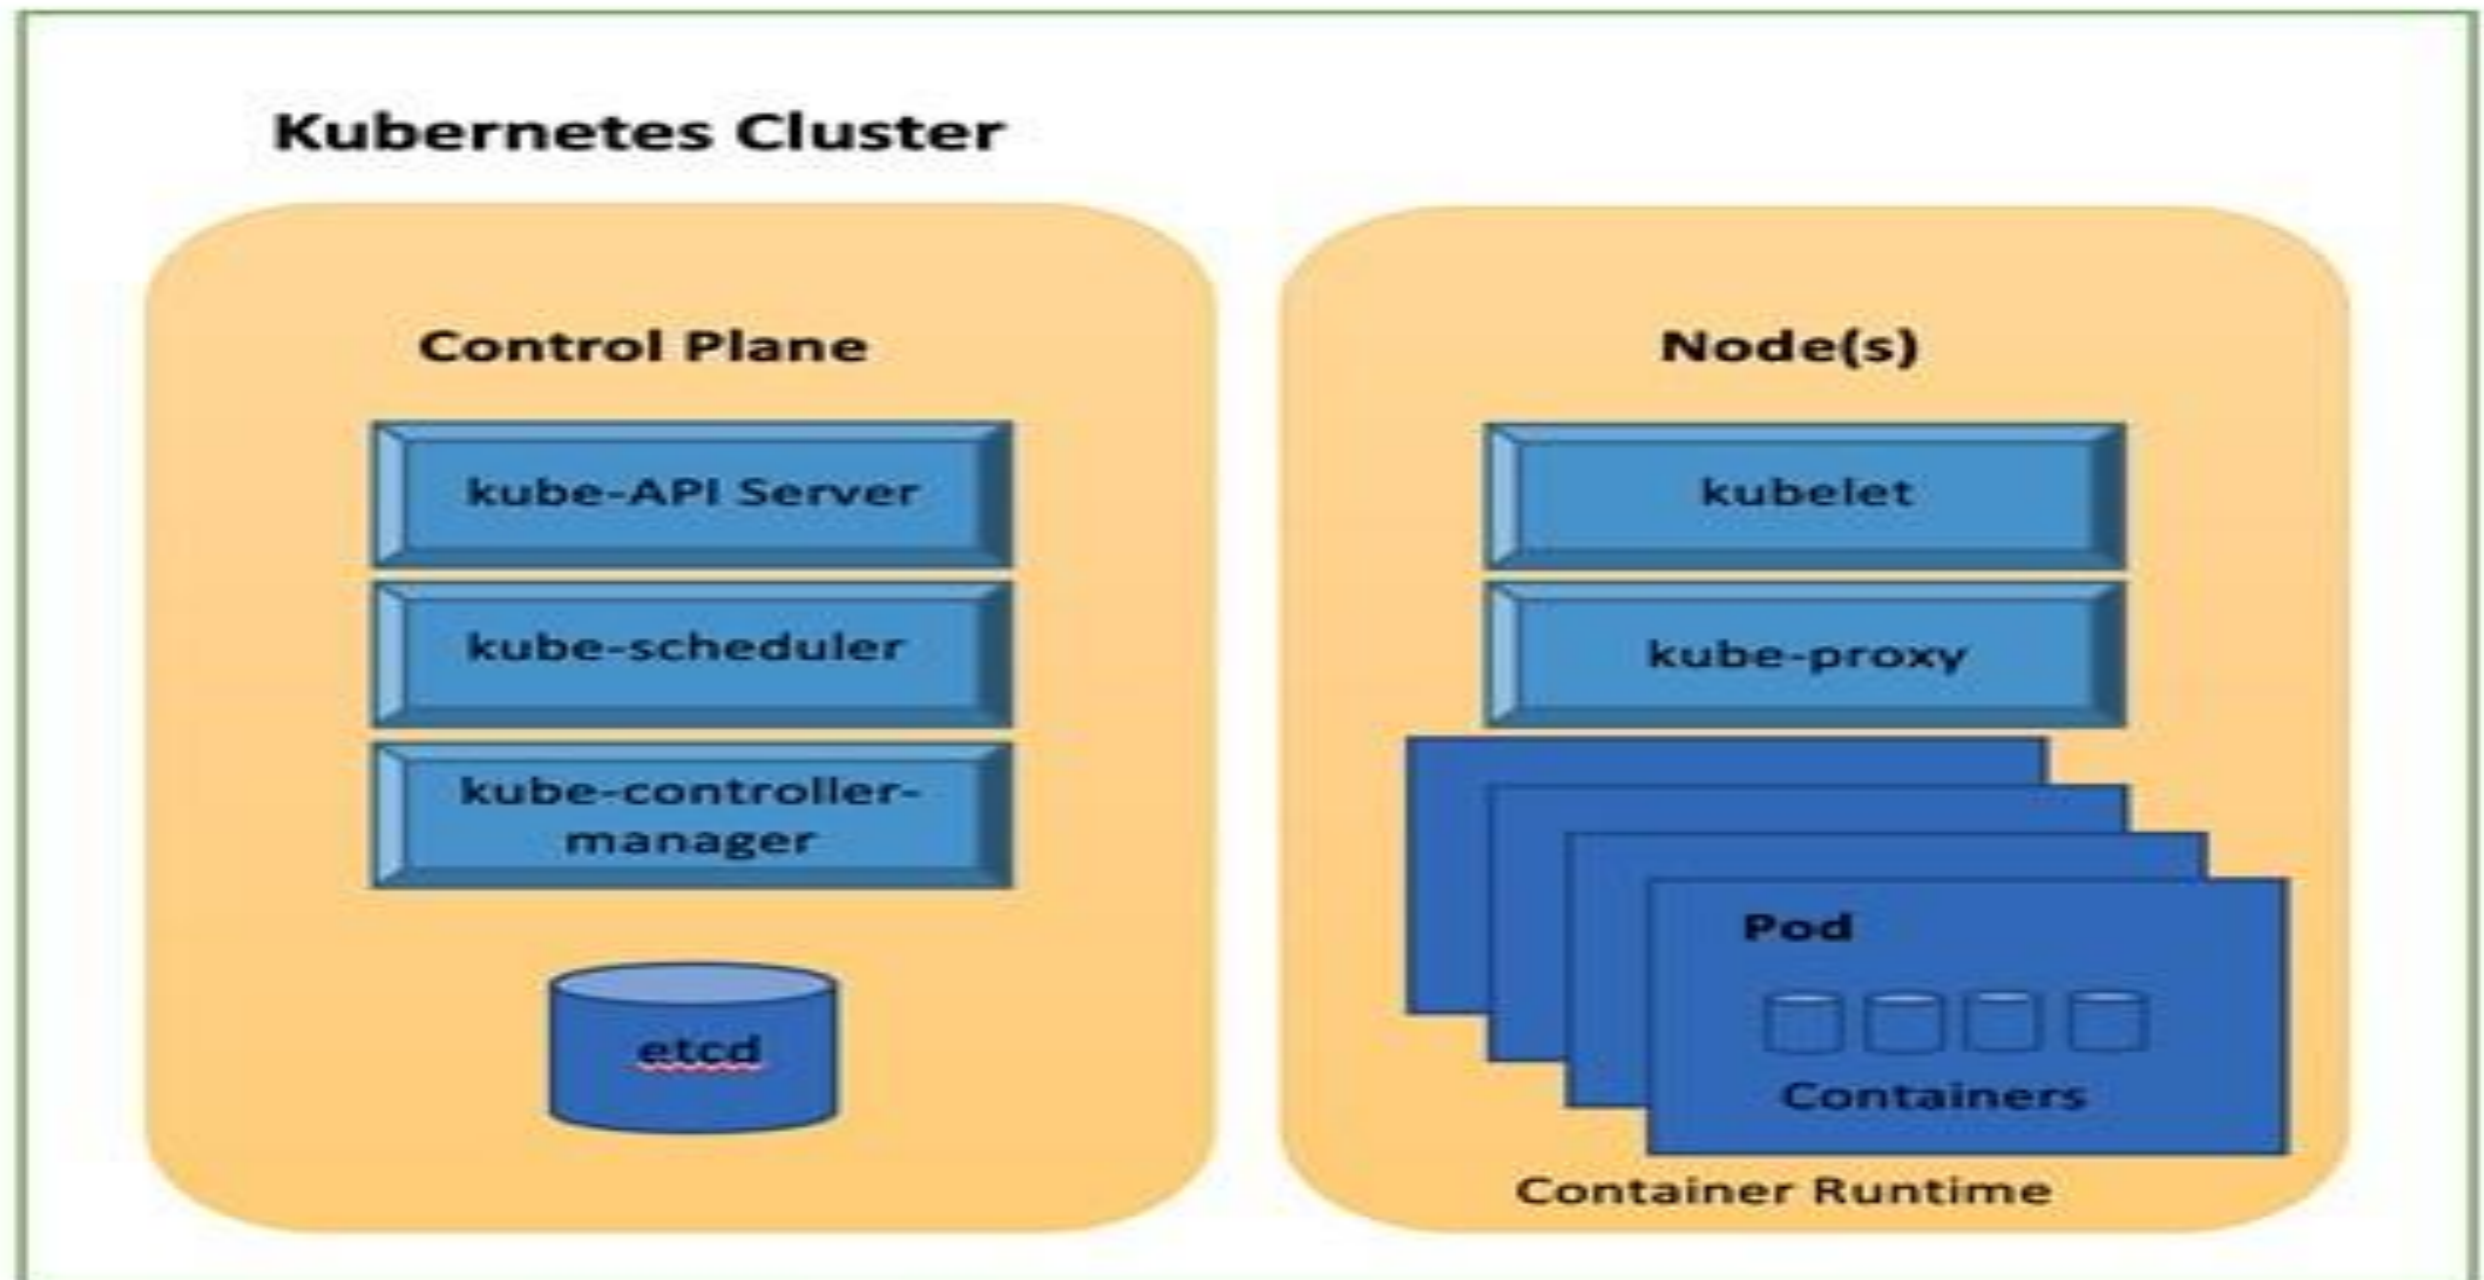 Kubernetes Cluster
Control Plane
kube-API Server
kube-scheduler
kube-controller-
manager
etcd
Node(s)
kubelet
kube-proxy
Pod
Containers
Container Runtime